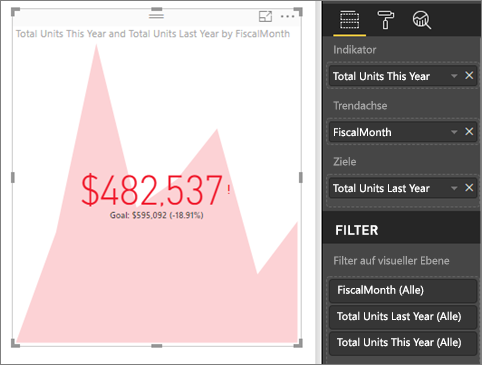 Total Units This Year and Total Units Last Year by FiscalMonth
$482,537!
Goal: $595,092 (-18.91%)
Indikator
Total Units This Year
Trendachse
FiscalMonth
Ziele
Total Units Last Year
FILTER
Filter auf visueller Ebene
FiscalMonth (Alle)
Total Units Last Year (Alle)
Total Units This Year (Alle)